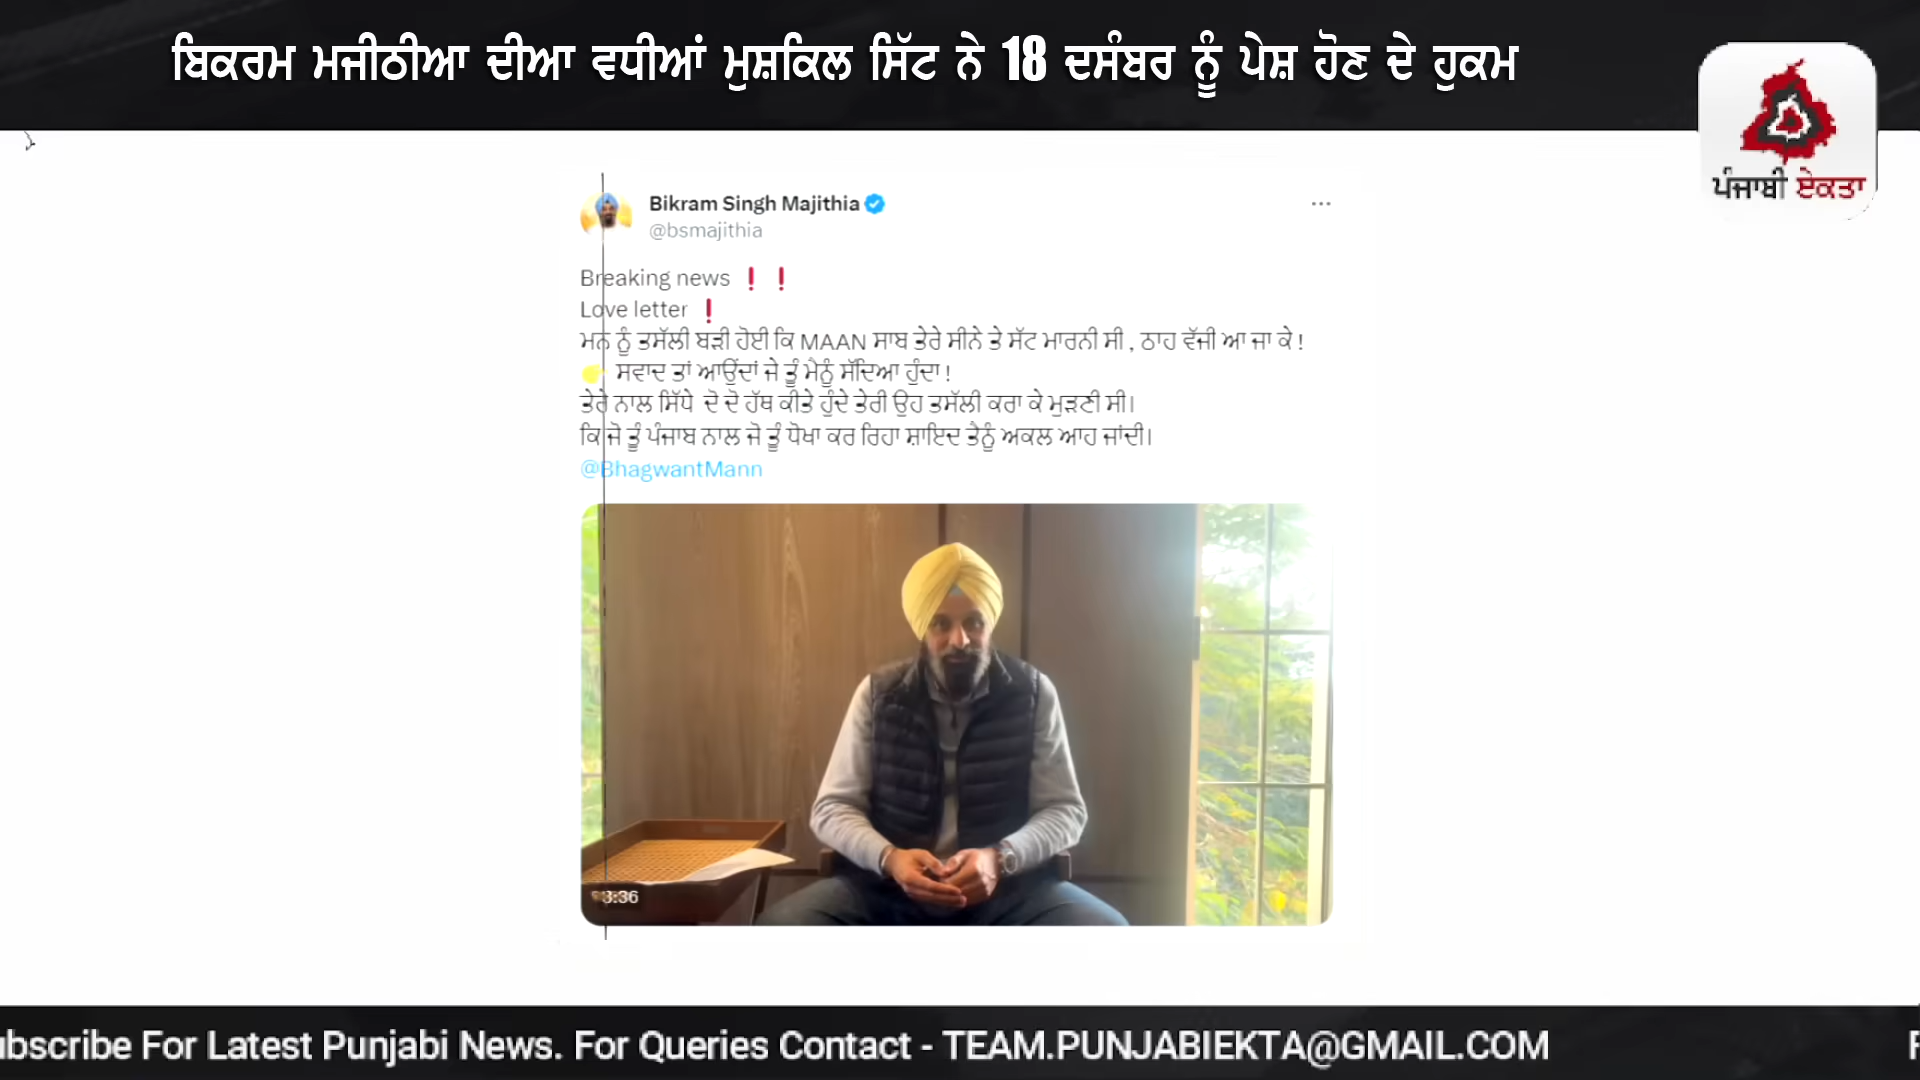 ਬਿਕਰਮ ਮਜੀਠੀਆ ਦੀਆ ਵਧੀਆਂ ਮੁਸ਼ਕਿਲ ਸਿੱਟ ਨੇ 18 ਦਸੰਬਰ ਨੂੰ ਪੇਸ਼ ਹੋਣ ਦੇ ਹੁਕਮ
ਪੰਜਾਬੀ ਏਕਤਾ
Bikram Singh Majithia
@bsmajithia
Breaking news ❗ ❗
Love letter ❗
ਮਨ ਨੂੰ ਤਸੱਲੀ ਬੜੀ ਹੋਈ ਕਿ MAAN ਸਾਬ ਤੇਰੇ ਸੀਨੇ ਤੇ ਸੱਟ ਮਾਰਨੀ ਸੀ , ਠਾਹ ਵੱਜੀ ਆ ਜਾ ਕੇ !
ਸਵਾਦ ਤਾਂ ਆਉਂਦਾਂ ਜੇ ਤੂੰ ਮੈਨੂੰ ਸੱਦਿਆ ਹੁੰਦਾ !
ਤੇਰੇ ਨਾਲ ਸਿੱਧੇ ਦੋ ਦੋ ਹੱਥ ਕੀਤੇ ਹੁੰਦੇ ਤੇਰੀ ਉਹ ਤਸੱਲੀ ਕਰਾ ਕੇ ਮੁੜਣੀ ਸੀ।
ਕਿ ਜੋ ਤੂੰ ਪੰਜਾਬ ਨਾਲ ਜੋ ਤੂੰ ਧੋਖਾ ਕਰ ਰਿਹਾ ਸ਼ਾਇਦ ਤੈਨੂੰ ਅਕਲ ਆਹ ਜਾਂਦੀ।
@BhagwantMann
3:36
ubscribe For Latest Punjabi News. For Queries Contact - TEAM.PUNJABIEKTA@GMAIL.COM